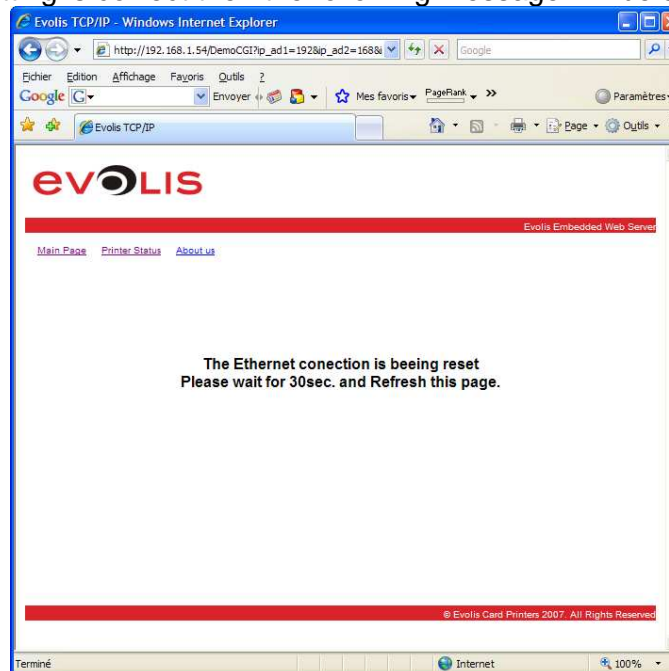 Evolis TCP/IP - Windows Internet Explorer
http://192.168.1.54/DemoCGI?ip_ad1=192&ip_ad2=168&
Google
Fichier Edition Affichage Favoris Outils ?
Google G Envoyer Mes favoris PageRank >> Paramètres
Evolis TCP/IP Page Outils
evolis
Evolis Embedded Web Server
Main Page Printer Status About us
The Ethernet conection is beeing reset
Please wait for 30sec. and Refresh this page.
© Evolis Card Printers 2007. All Rights Reserved
Terminé Internet 100%